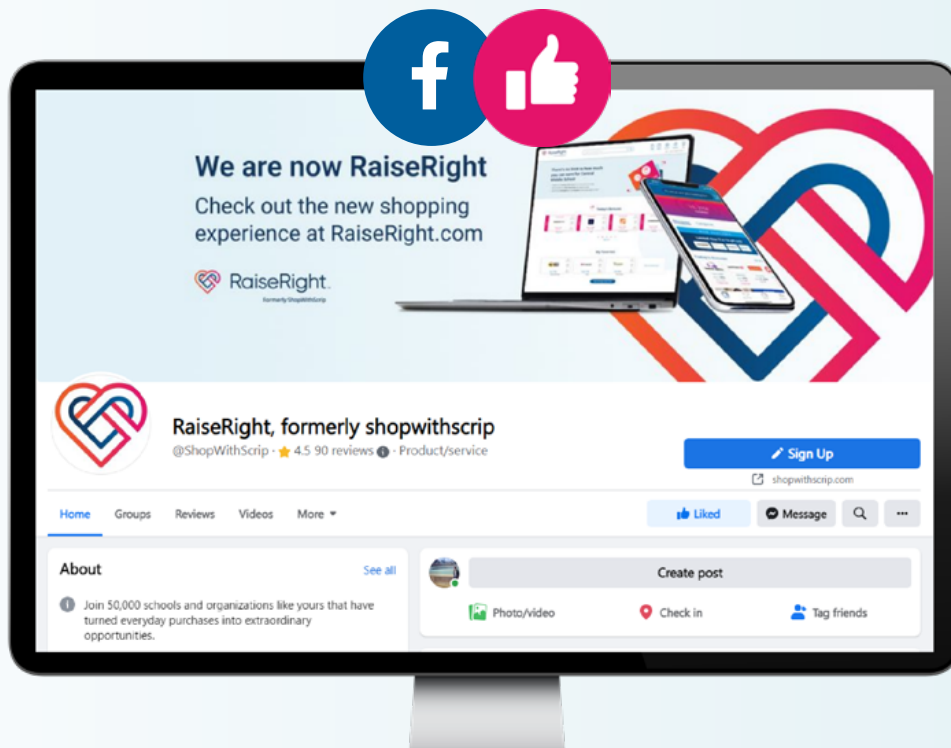 f
We are now RaiseRight
Check out the new shopping
experience at RaiseRight.com
RaiseRight.
Formerly ShopWithScrip
RaiseRight, formerly shopwithscrip
@ShopWithScrip · 4.5 90 reviews · Product/service
Sign Up
shopwithscrip.com
Home Groups Reviews Videos More
Liked Message
About See all
Create post
Join 50,000 schools and organizations like yours that have
turned everyday purchases into extraordinary
opportunities.
Photo/video Check in Tag friends